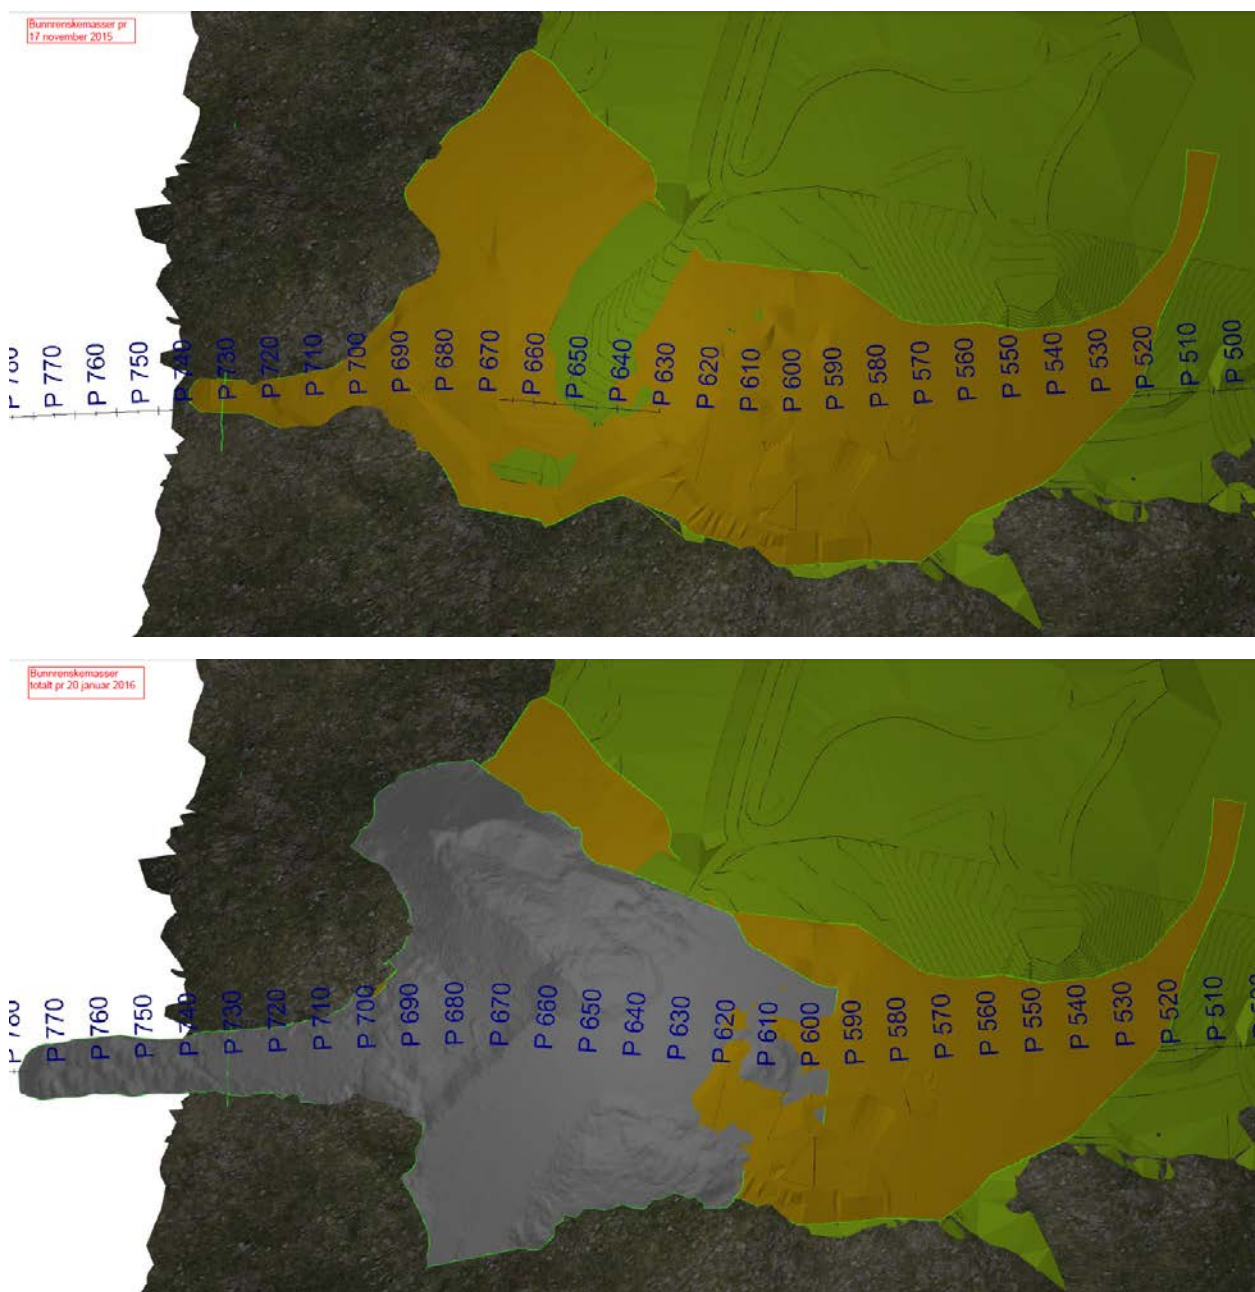 Bunnrenskemasser pr
17 november 2015
P 780
P 770
P 760
P 750
P 740
P 730
P 720
P 710
P 700
P 690
P 680
P 670
P 660
P 650
P 640
P 630
P 620
P 610
P 600
P 590
P 580
P 570
P 560
P 550
P 540
P 530
P 520
P 510
P 500
Bunnrenskemasser
totalt pr 20 januar 2016
P 780
P 770
P 760
P 750
P 740
P 730
P 720
P 710
P 700
P 690
P 680
P 670
P 660
P 650
P 640
P 630
P 620
P 610
P 600
P 590
P 580
P 570
P 560
P 550
P 540
P 530
P 520
P 510